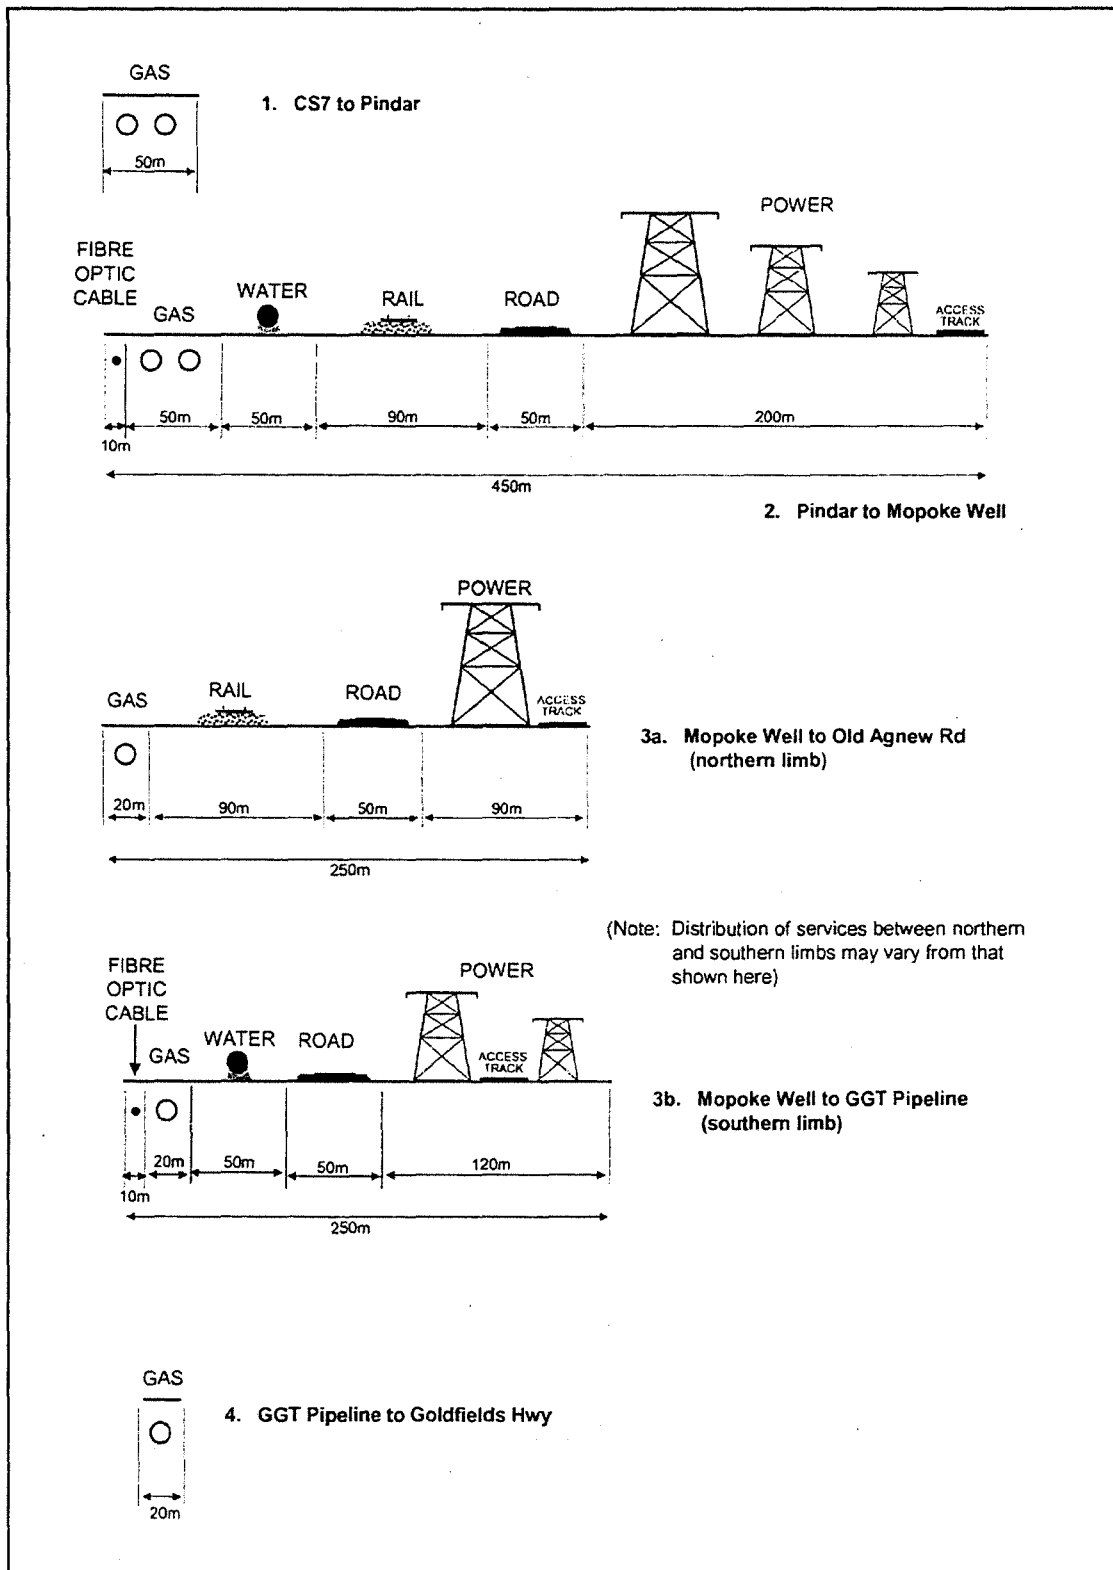 GAS
1. CS7 to Pindar
50m
POWER
FIBRE
OPTIC
CABLE
GAS
WATER
RAIL
ROAD
ACCESS
TRACK
50m
50m
90m
50m
200m
10m
450m
2. Pindar to Mopoke Well
POWER
GAS
RAIL
ROAD
ACCESS
TRACK
3a. Mopoke Well to Old Agnew Rd
(northern limb)
20m
90m
50m
90m
250m
(Note: Distribution of services between northern
and southern limbs may vary from that
shown here)
FIBRE
OPTIC
CABLE
POWER
GAS
WATER
ROAD
ACCESS
TRACK
3b. Mopoke Well to GGT Pipeline
(southern limb)
20m
50m
50m
120m
10m
250m
GAS
4. GGT Pipeline to Goldfields Hwy
20m